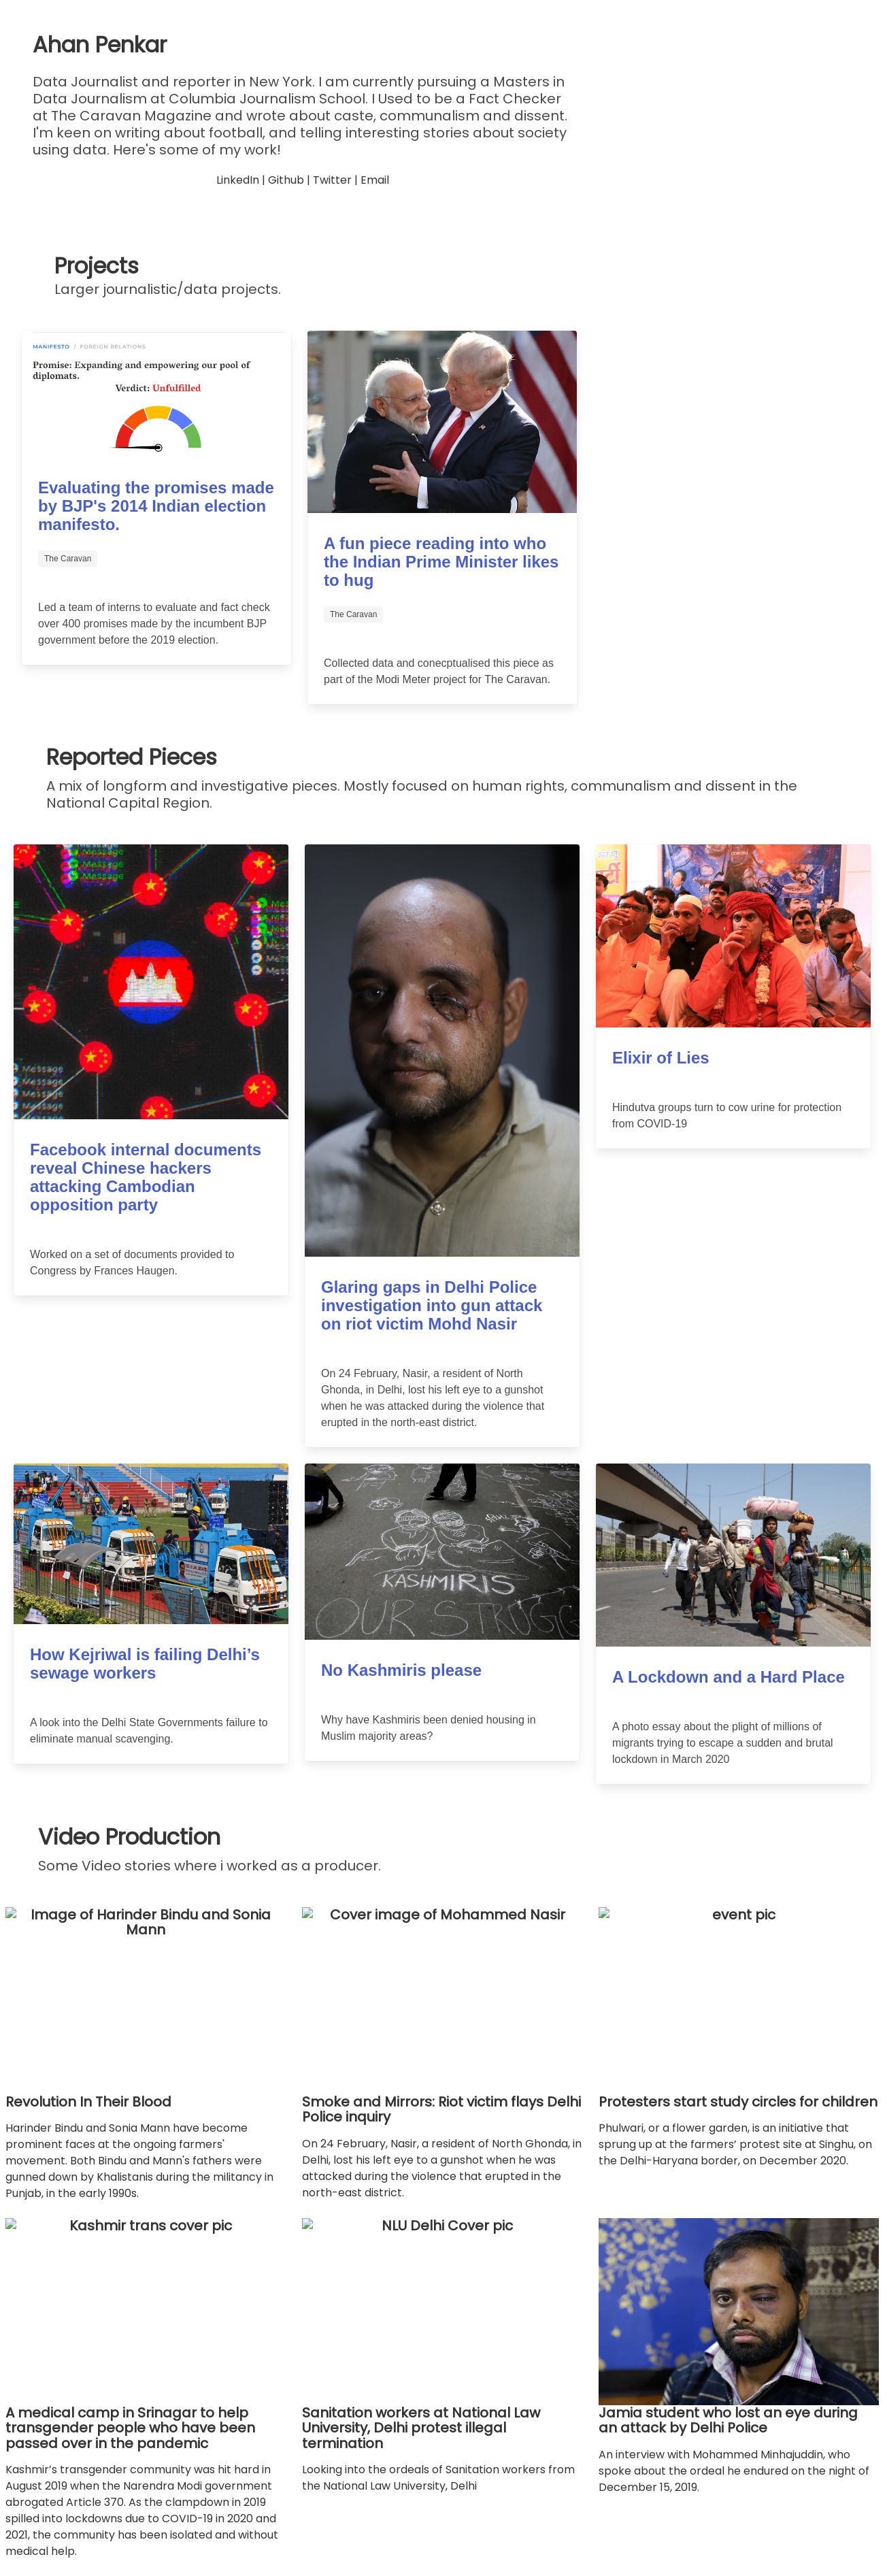 Ahan Penkar
Data Journalist and reporter in New York. I am currently pursuing a Masters in
Data Journalism at Columbia Journalism School. I Used to be a Fact Checker
at The Caravan Magazine and wrote about caste, communalism and dissent.
I'm keen on writing about football, and telling interesting stories about society
using data. Here's some of my work!
LinkedIn | Github | Twitter | Email
Projects
Larger journalistic/data projects.
MANIFESTO / FOREIGN RELATIONS
Promise: Expanding and empowering our pool of
diplomats.
Verdict: Unfulfilled
Evaluating the promises made
by BJP's 2014 Indian election
manifesto.
The Caravan
Led a team of interns to evaluate and fact check
over 400 promises made by the incumbent BJP
government before the 2019 election.
A fun piece reading into who
the Indian Prime Minister likes
to hug
The Caravan
Collected data and conecptualised this piece as
part of the Modi Meter project for The Caravan.
Reported Pieces
A mix of longform and investigative pieces. Mostly focused on human rights, communalism and dissent in the
National Capital Region.
Message
Message
Message
Message
Message
Message
Facebook internal documents
reveal Chinese hackers
attacking Cambodian
opposition party
Worked on a set of documents provided to
Congress by Frances Haugen.
Glaring gaps in Delhi Police
investigation into gun attack
on riot victim Mohd Nasir
On 24 February, Nasir, a resident of North
Ghonda, in Delhi, lost his left eye to a gunshot
when he was attacked during the violence that
erupted in the north-east district.
Elixir of Lies
Hindutva groups turn to cow urine for protection
from COVID-19
How Kejriwal is failing Delhi’s
sewage workers
A look into the Delhi State Governments failure to
eliminate manual scavenging.
KASHMIRIS
OUR STRUGG
No Kashmiris please
Why have Kashmiris been denied housing in
Muslim majority areas?
A Lockdown and a Hard Place
A photo essay about the plight of millions of
migrants trying to escape a sudden and brutal
lockdown in March 2020
Video Production
Some Video stories where i worked as a producer.
Image of Harinder Bindu and Sonia
Mann
Revolution In Their Blood
Harinder Bindu and Sonia Mann have become
prominent faces at the ongoing farmers'
movement. Both Bindu and Mann's fathers were
gunned down by Khalistanis during the militancy in
Punjab, in the early 1990s.
Cover image of Mohammed Nasir
Smoke and Mirrors: Riot victim flays Delhi
Police inquiry
On 24 February, Nasir, a resident of North Ghonda, in
Delhi, lost his left eye to a gunshot when he was
attacked during the violence that erupted in the
north-east district.
event pic
Protesters start study circles for children
Phulwari, or a flower garden, is an initiative that
sprung up at the farmers’ protest site at Singhu, on
the Delhi-Haryana border, on December 2020.
Kashmir trans cover pic
A medical camp in Srinagar to help
transgender people who have been
passed over in the pandemic
Kashmir’s transgender community was hit hard in
August 2019 when the Narendra Modi government
abrogated Article 370. As the clampdown in 2019
spilled into lockdowns due to COVID-19 in 2020 and
2021, the community has been isolated and without
medical help.
NLU Delhi Cover pic
Sanitation workers at National Law
University, Delhi protest illegal
termination
Looking into the ordeals of Sanitation workers from
the National Law University, Delhi
Jamia student who lost an eye during
an attack by Delhi Police
An interview with Mohammed Minhajuddin, who
spoke about the ordeal he endured on the night of
December 15, 2019.